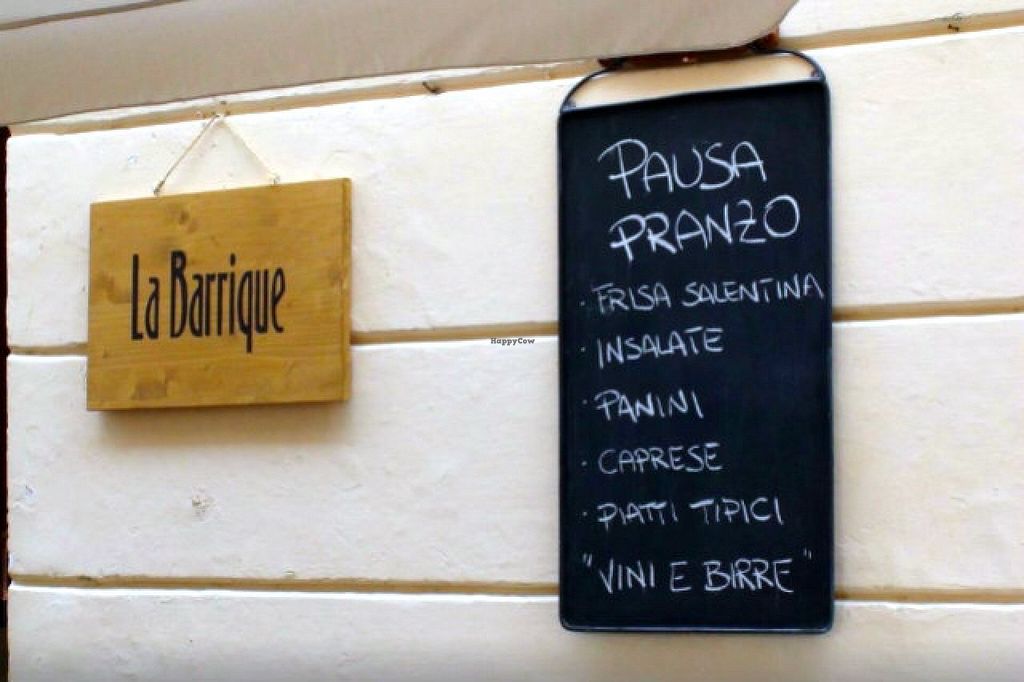 La Barrique
HappyCow
PAUSA
PRANZO
· FRISA SALENTINA
· INSALATE
· PANINI
· CAPRESE
· PIATTI TIPICI
"VINI E BIRRE"